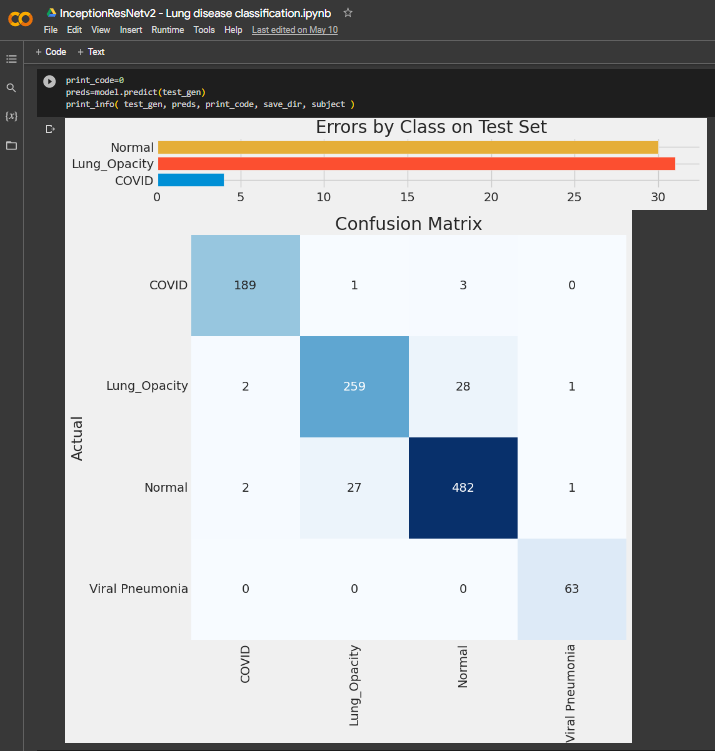 InceptionResNetv2 - Lung disease classification.ipynb
File Edit View Insert Runtime Tools Help Last edited on May 10
+ Code + Text
print_code=0
preds=model.predict(test_gen)
print_info( test_gen, preds, print_code, save_dir, subject )
{x}
Errors by Class on Test Set
Normal
Lung_Opacity
COVID
0 5 10 15 20 25 30
Confusion Matrix
COVID 189 1 3 0
Lung_Opacity 2 259 28 1
Actual
Normal 2 27 482 1
Viral Pneumonia 0 0 0 63
COVID Lung_Opacity Normal Viral Pneumonia